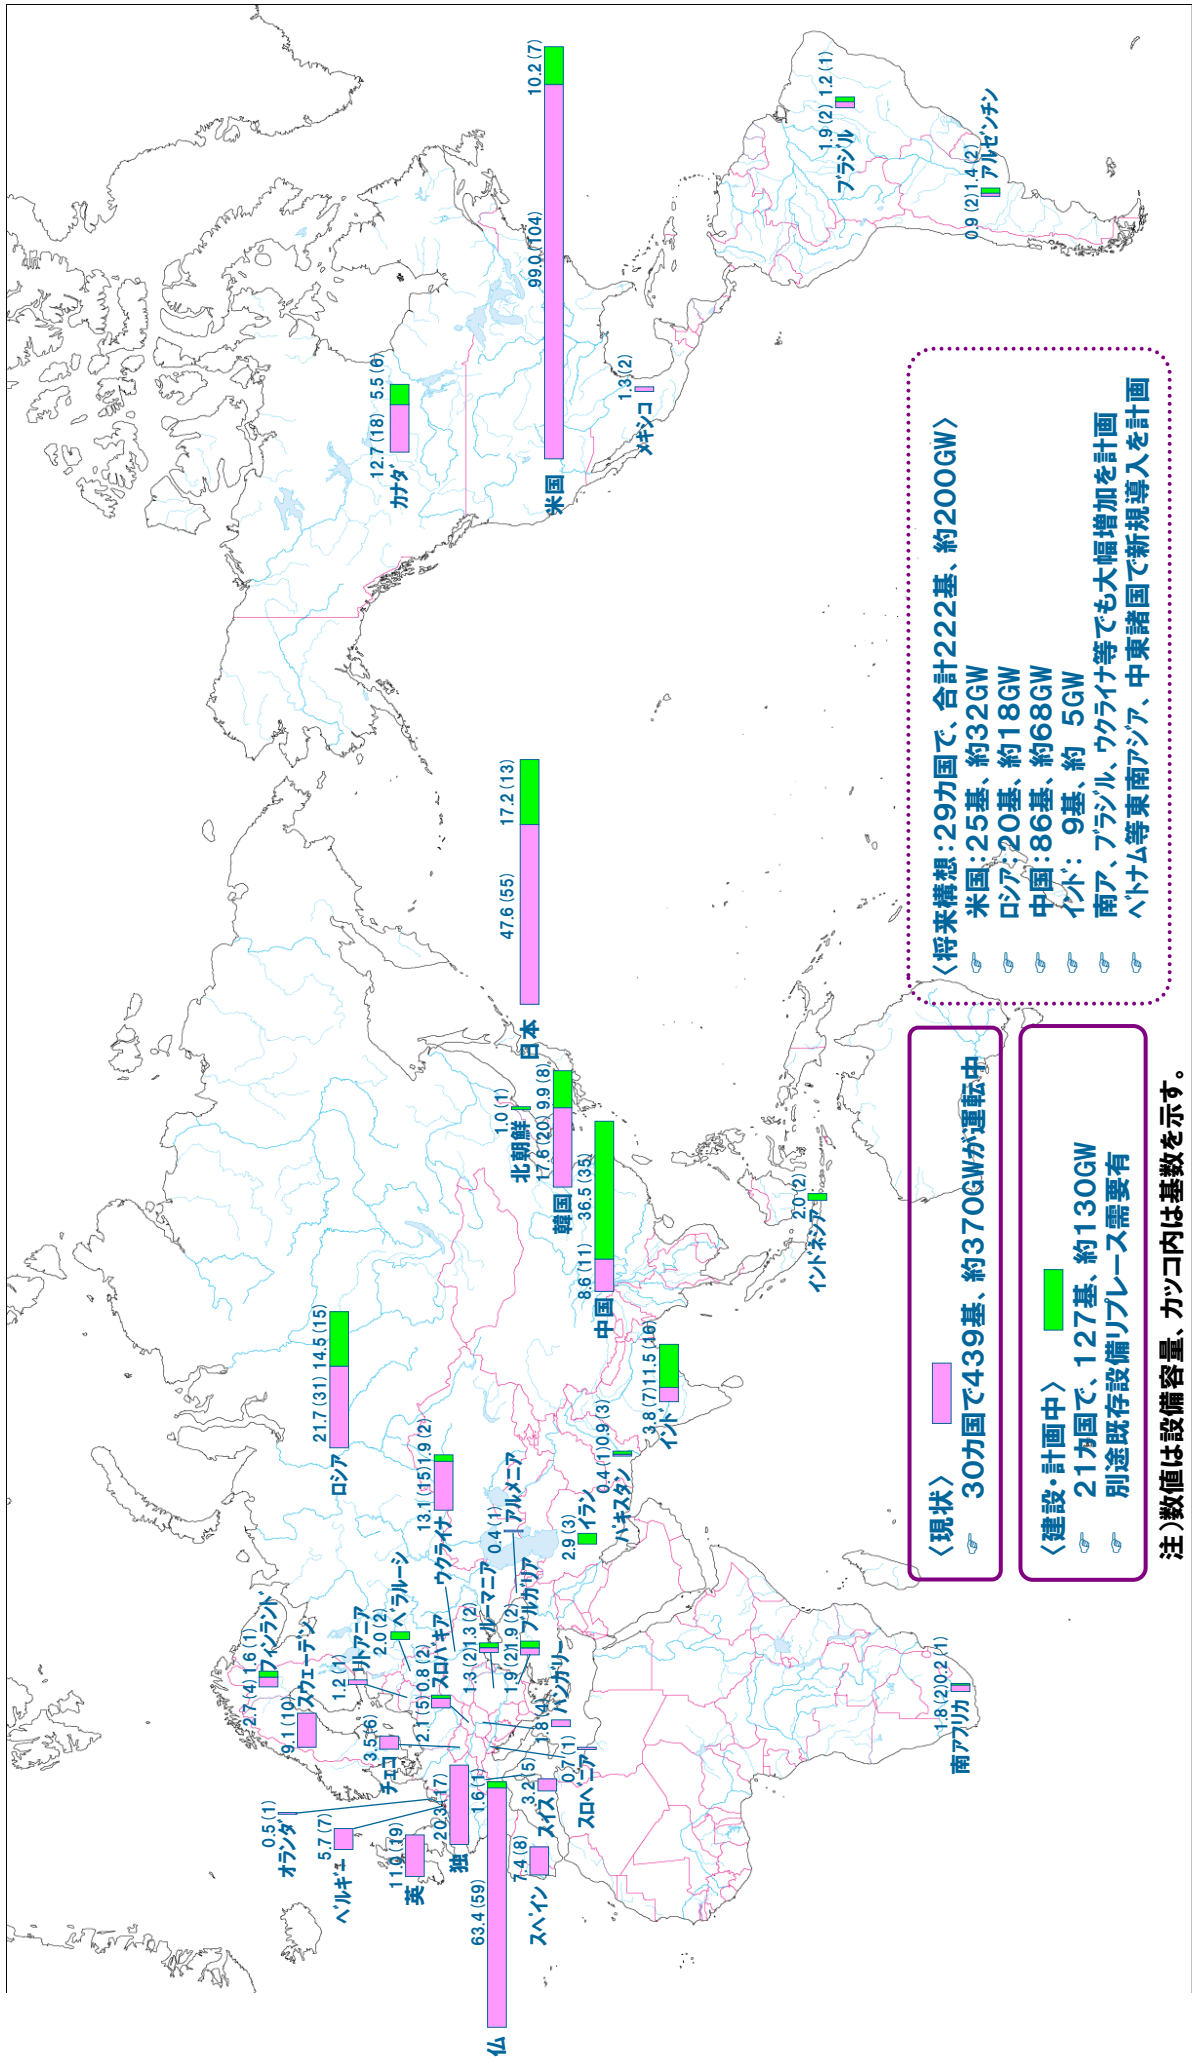 0.5 (1)
オランダ
5.7 (7)
ベルギー
11.0 (19)
英
20.3 (17)
独
63.4 (59)
1.6 (1)
仏
7.4 (8)
スペイン
3.2 (5)
スイス
0.7 (1)
スロベニア
1.8 (4)
ハンガリー
3.5 (6)
チェコ
9.1 (10)
スウェーデン
2.7 (4) 1.6 (1)
フィンランド
1.2 (1)
リトアニア
2.0 (2)
ベラルーシ
2.1 (5) 0.8 (2)
スロバキア
13.1 (15) 1.9 (2)
ウクライナ
1.3 (2) 1.3 (2)
ルーマニア
1.9 (2) 1.9 (2)
ブルガリア
0.4 (1)
アルメニア
2.9 (3)
イラン
0.4 (1) 0.9 (3)
パキスタン
3.8 (7) 11.5 (16)
インド
21.7 (31) 14.5 (15)
ロシア
8.6 (11) 36.5 (35)
中国
1.0 (1)
北朝鮮
17.6 (20) 9.9 (8)
韓国
47.6 (55) 17.2 (13)
日本
2.0 (2)
インドネシア
1.8 (2) 0.2 (1)
南アフリカ
12.7 (18) 5.5 (6)
カナダ
99.0 (104) 10.2 (7)
米国
1.3 (2)
メキシコ
1.9 (2) 1.2 (1)
ブラジル
0.9 (2) 1.4 (2)
アルゼンチン
〈現状〉
☞ 30カ国で439基、約370GWが運転中
〈建設・計画中〉
☞ 21カ国で、127基、約130GW
☞ 別途既存設備リプレース需要有
〈将来構想:29カ国で、合計222基、約200GW〉
☞ 米国:25基、約32GW
☞ ロシア:20基、約18GW
☞ 中国:86基、約68GW
☞ インド: 9基、約 5GW
☞ 南ア、ブラジル、ウクライナ等でも大幅増加を計画
☞ ベトナム等東南アジア、中東諸国で新規導入を計画
注)数値は設備容量、カッコ内は基数を示す。